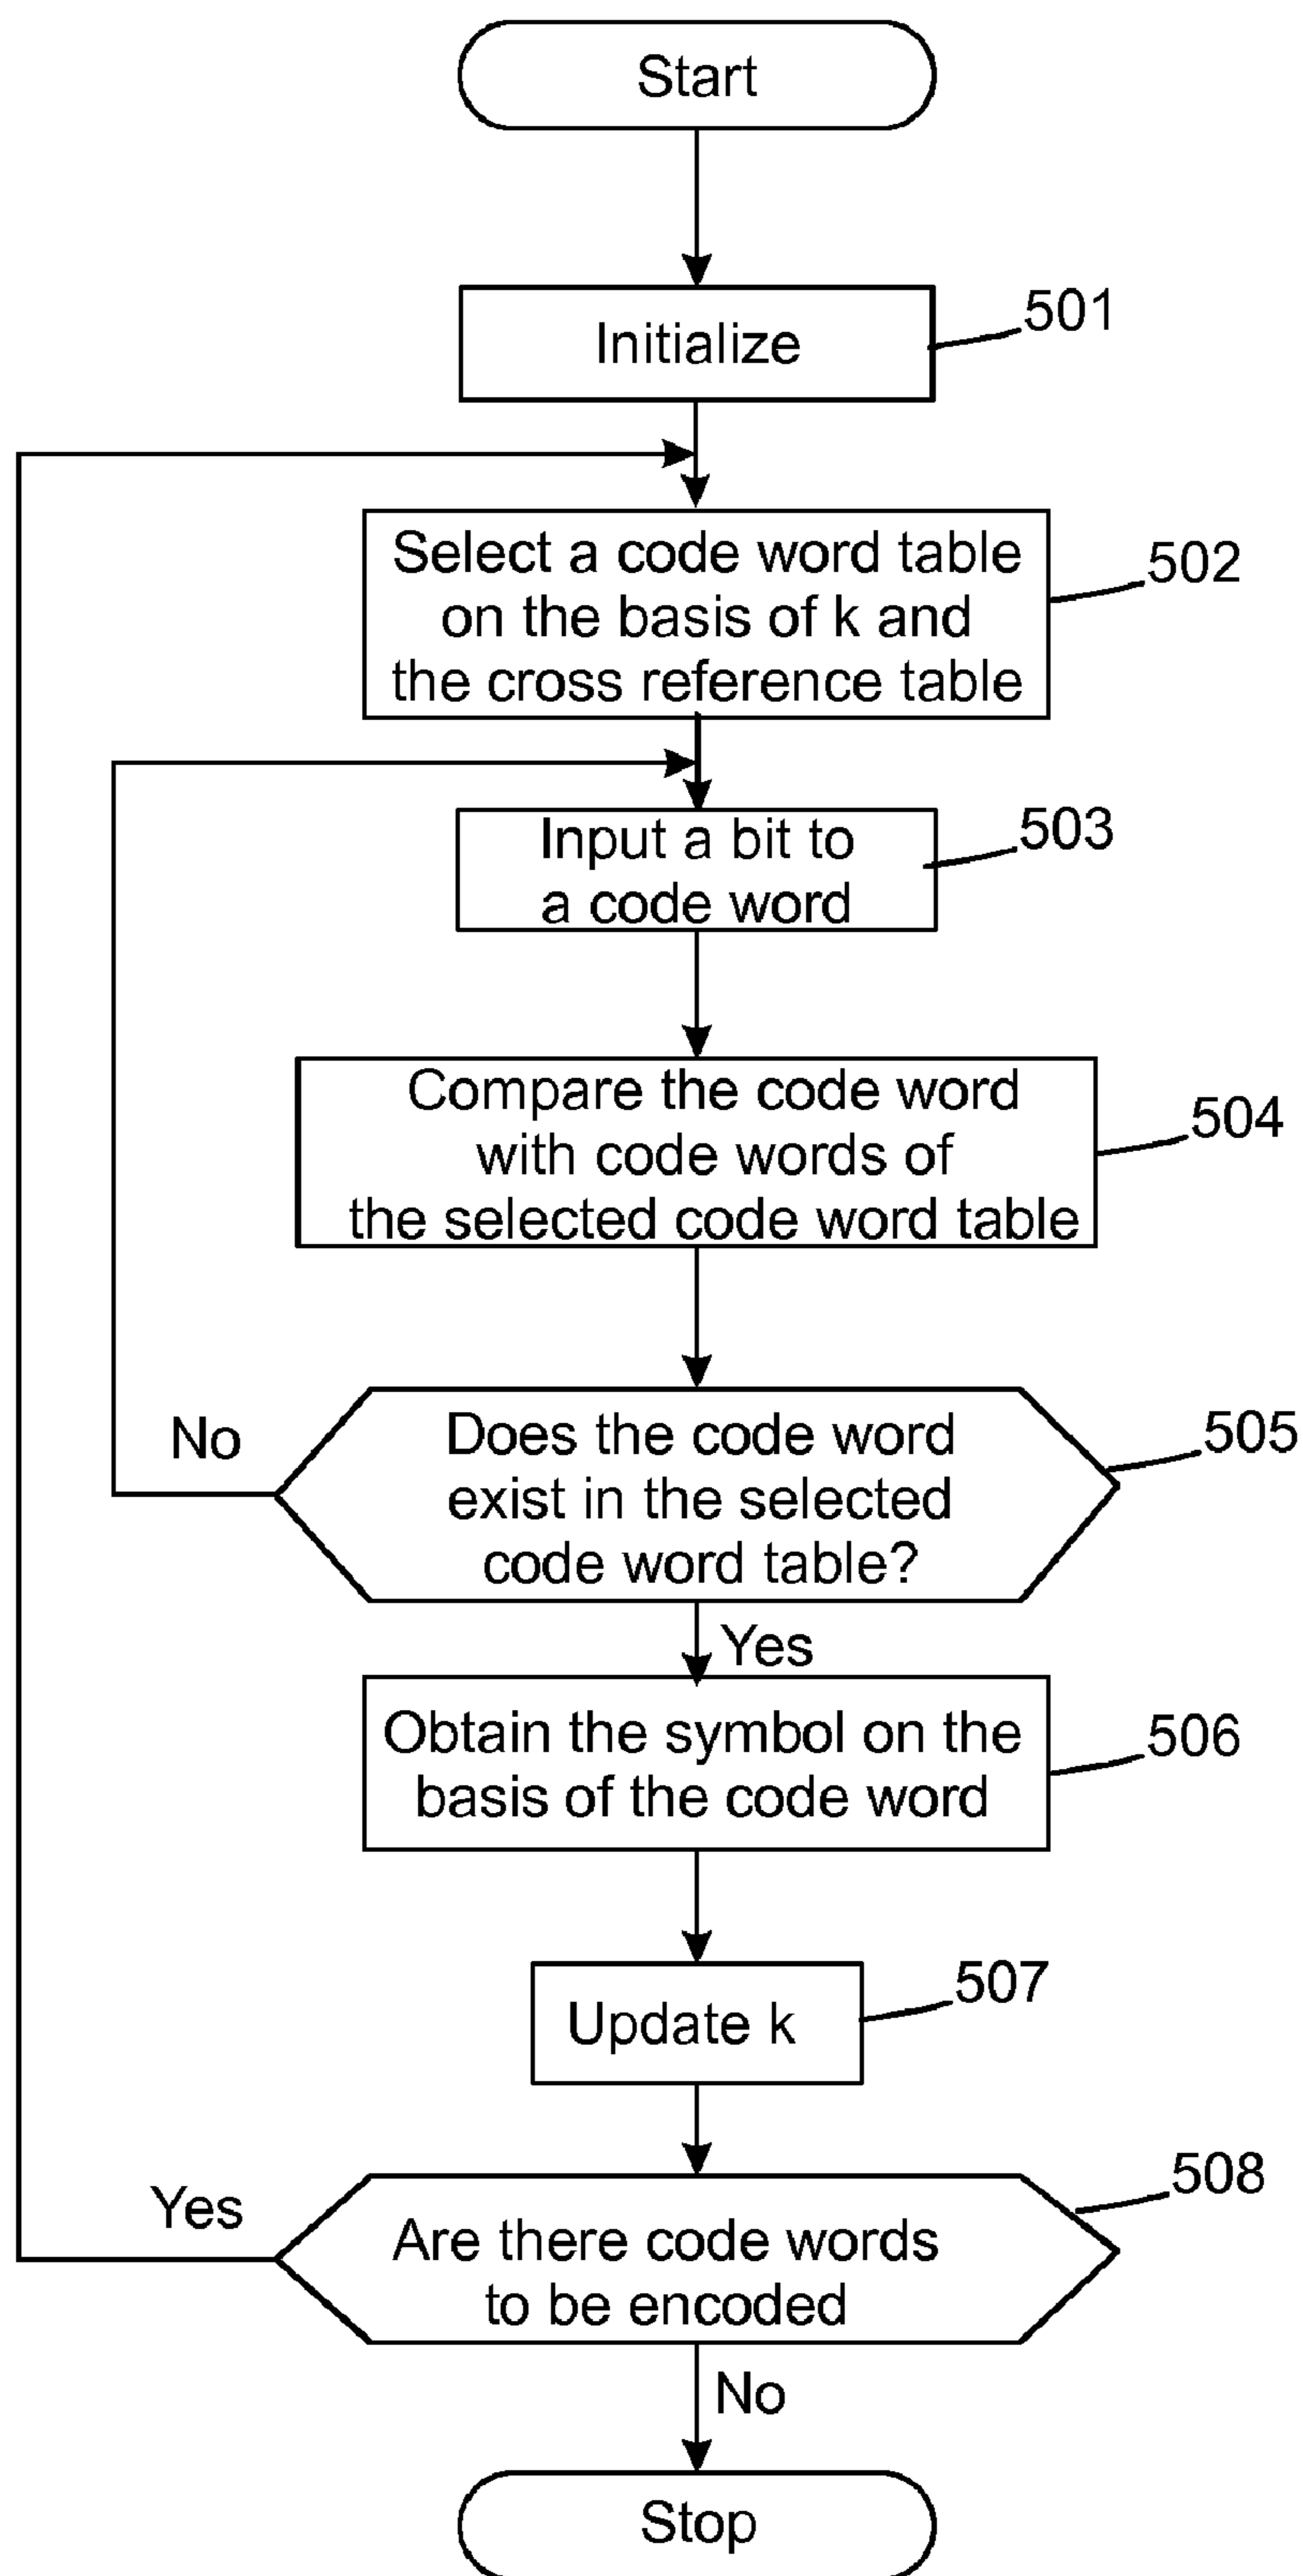 Start
Initialize
501
Select a code word table
on the basis of k and
the cross reference table
502
Input a bit to
a code word
503
Compare the code word
with code words of
the selected code word table
504
Does the code word
exist in the selected
code word table?
505
No
Yes
Obtain the symbol on the
basis of the code word
506
Update k
507
Are there code words
to be encoded
508
Yes
No
Stop